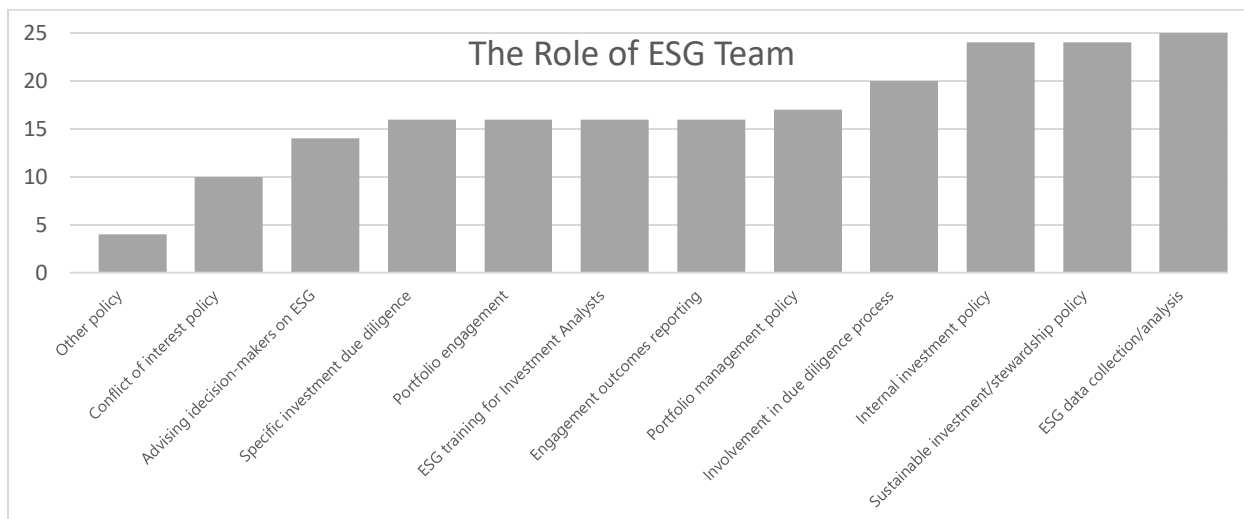 The Role of ESG Team
25
20
15
10
5
0
Other policy
Conflict of interest policy
Advising idecision-makers on ESG
Specific investment due diligence
Portfolio engagement
ESG training for Investment Analysts
Engagement outcomes reporting
Portfolio management policy
Involvement in due diligence process
Internal investment policy
Sustainable investment/stewardship policy
ESG data collection/analysis